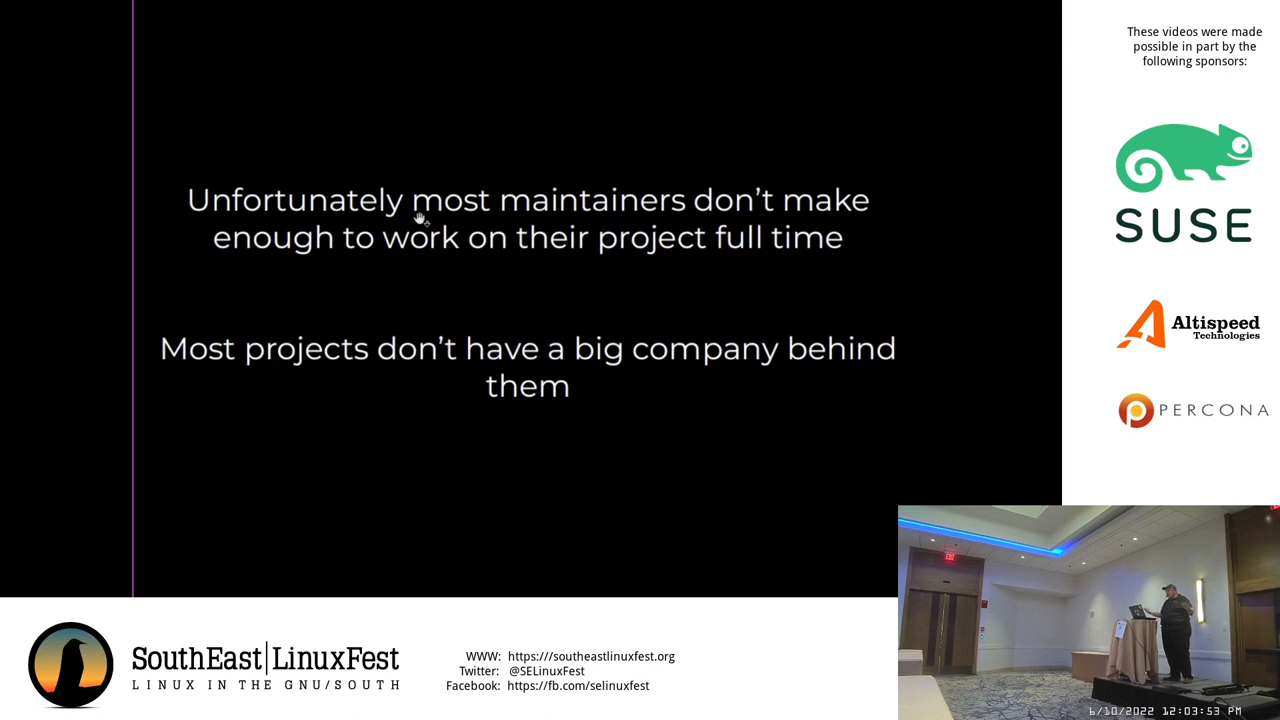 Unfortunately most maintainers don’t make
enough to work on their project full time
Most projects don’t have a big company behind
them
These videos were made
possible in part by the
following sponsors:
SUSE
Altispeed
Technologies
PERCONA
SouthEast|LinuxFest
LINUX IN THE GNU/SOUTH
WWW: https:///southeastlinuxfest.org
Twitter: @SELinuxFest
Facebook: https://fb.com/selinuxfest
EXIT
6/10/2022 12:03:53 PM